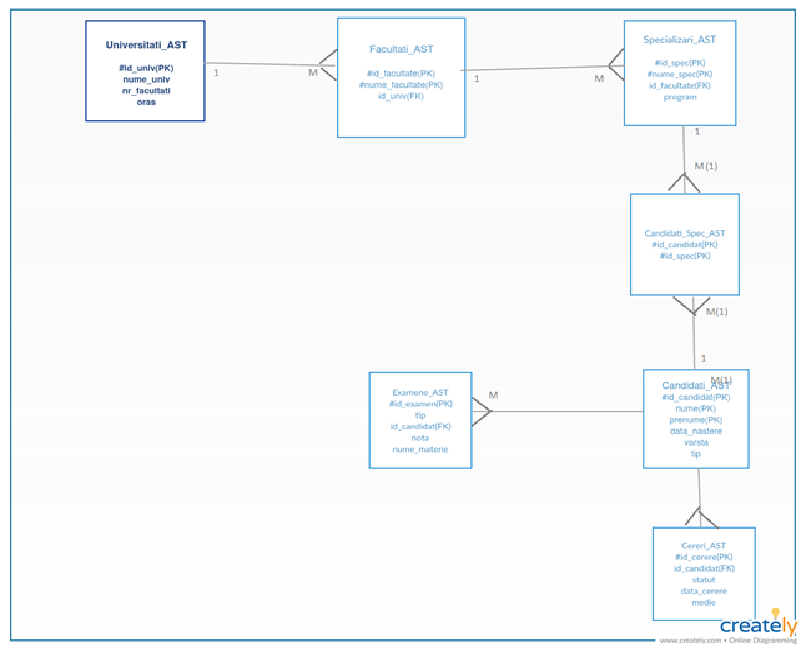 Universitati_AST
#id_univ(PK)
nume_univ
nr_facultati
oras
1
M
Facultati_AST
#id_facultate(PK)
#nume_facultate(PK)
id_univ(FK)
1
M
Specializari_AST
#id_spec(PK)
#nume_spec(PK)
id_facultate(FK)
program
1
M(1)
Candidati_Spec_AST
#id_candidat(PK)
#id_spec(PK)
M(1)
1
M(1)
Candidati_AST
#id_candidat(PK)
nume(PK)
prenume(PK)
data_nastere
varsta
tip
M
Examene_AST
#id_examen(PK)
tip
id_candidat(FK)
nota
nume_materie
Cereri_AST
#id_cerere(PK)
id_candidat(FK)
statut
data_cerere
medie
creately
www.creately.com • Online Diagramming